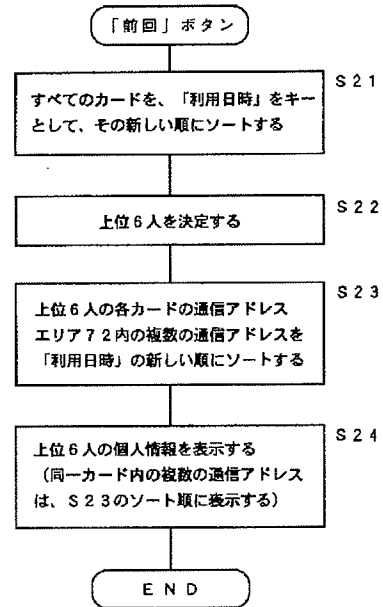 「前回」ボタン
S21
すべてのカードを、「利用日時」をキー
として、その新しい順にソートする
S22
上位6人を決定する
S23
上位6人の各カードの通信アドレス
エリア72内の複数の通信アドレスを
「利用日時」の新しい順にソートする
S24
上位6人の個人情報を表示する
（同一カード内の複数の通信アドレス
は、S23のソート順に表示する）
END